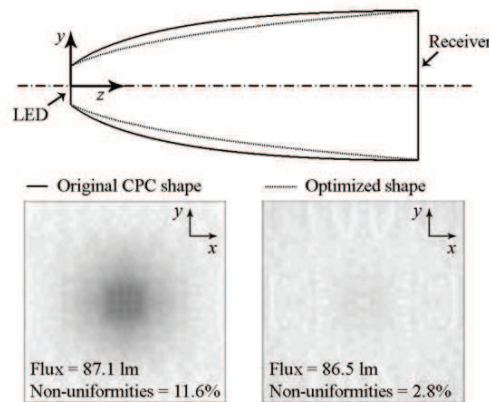 y
Receiver
LED
z
Original CPC shape
Optimized shape
y
x
Flux = 87.1 lm
Non-uniformities = 11.6%
y
x
Flux = 86.5 lm
Non-uniformities = 2.8%